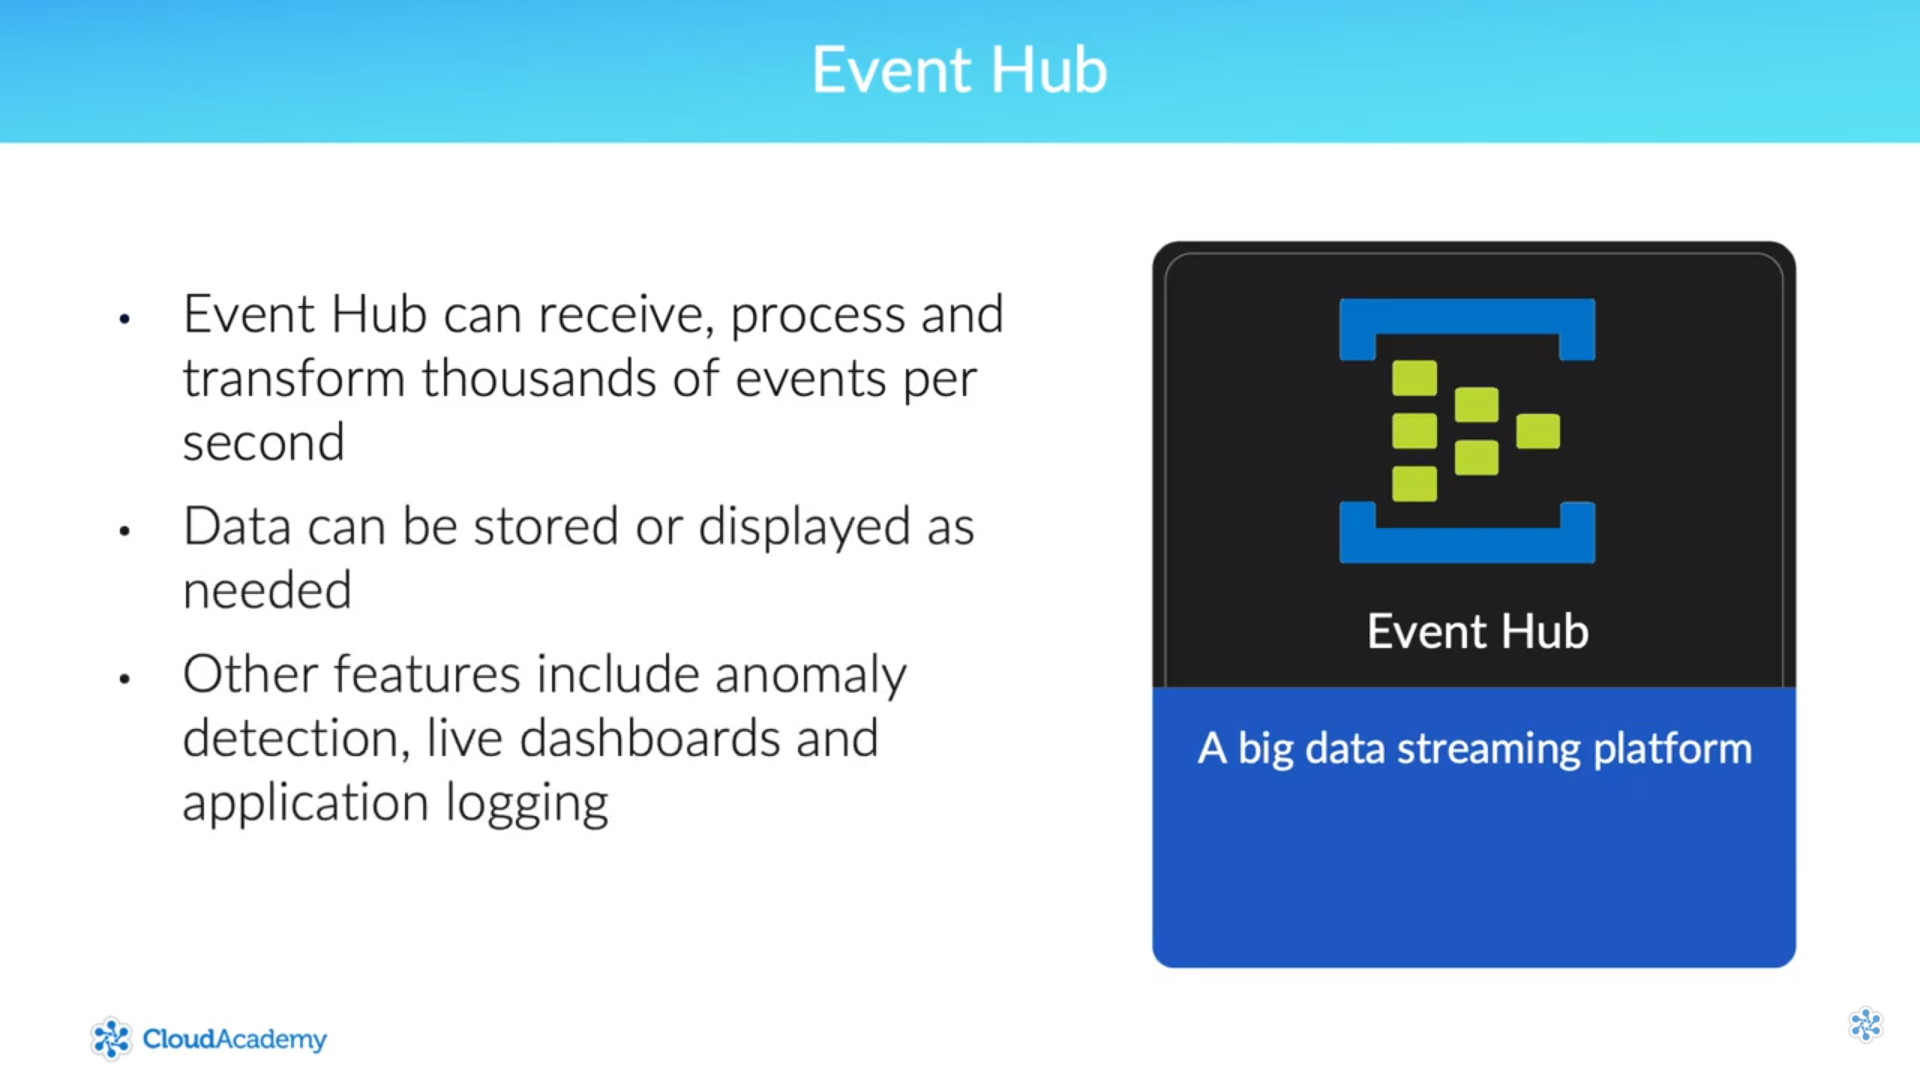 Event Hub
• Event Hub can receive, process and
transform thousands of events per
second
• Data can be stored or displayed as
needed
• Other features include anomaly
detection, live dashboards and
application logging
Event Hub
A big data streaming platform
CloudAcademy